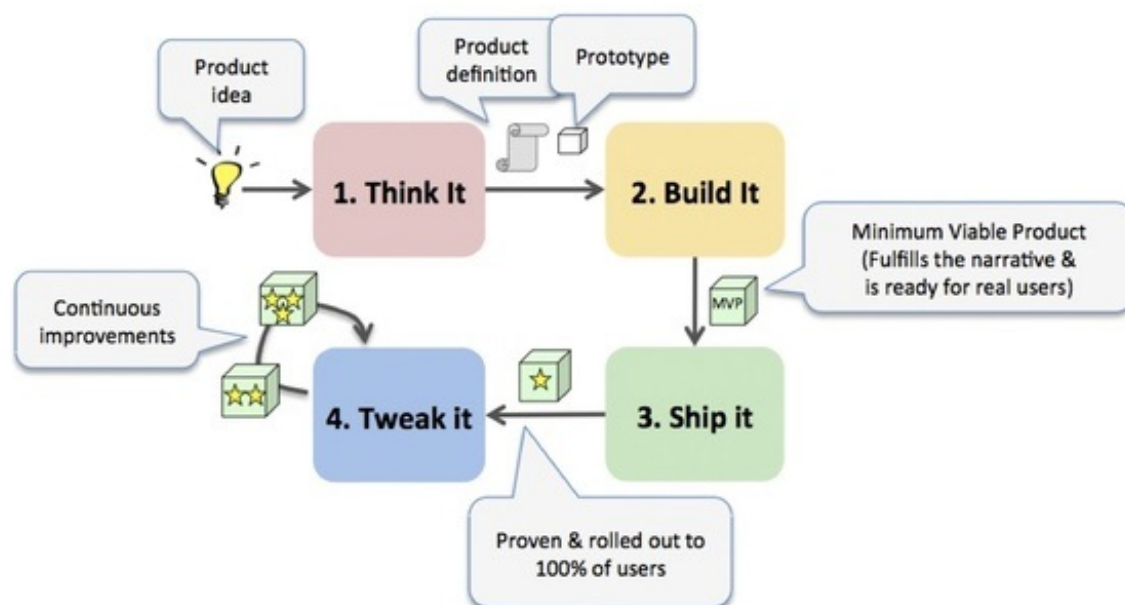 Product
idea
Product
definition
Prototype
1. Think It
2. Build It
Minimum Viable Product
(Fulfills the narrative &
is ready for real users)
MVP
Continuous
improvements
4. Tweak it
3. Ship it
Proven & rolled out to
100% of users